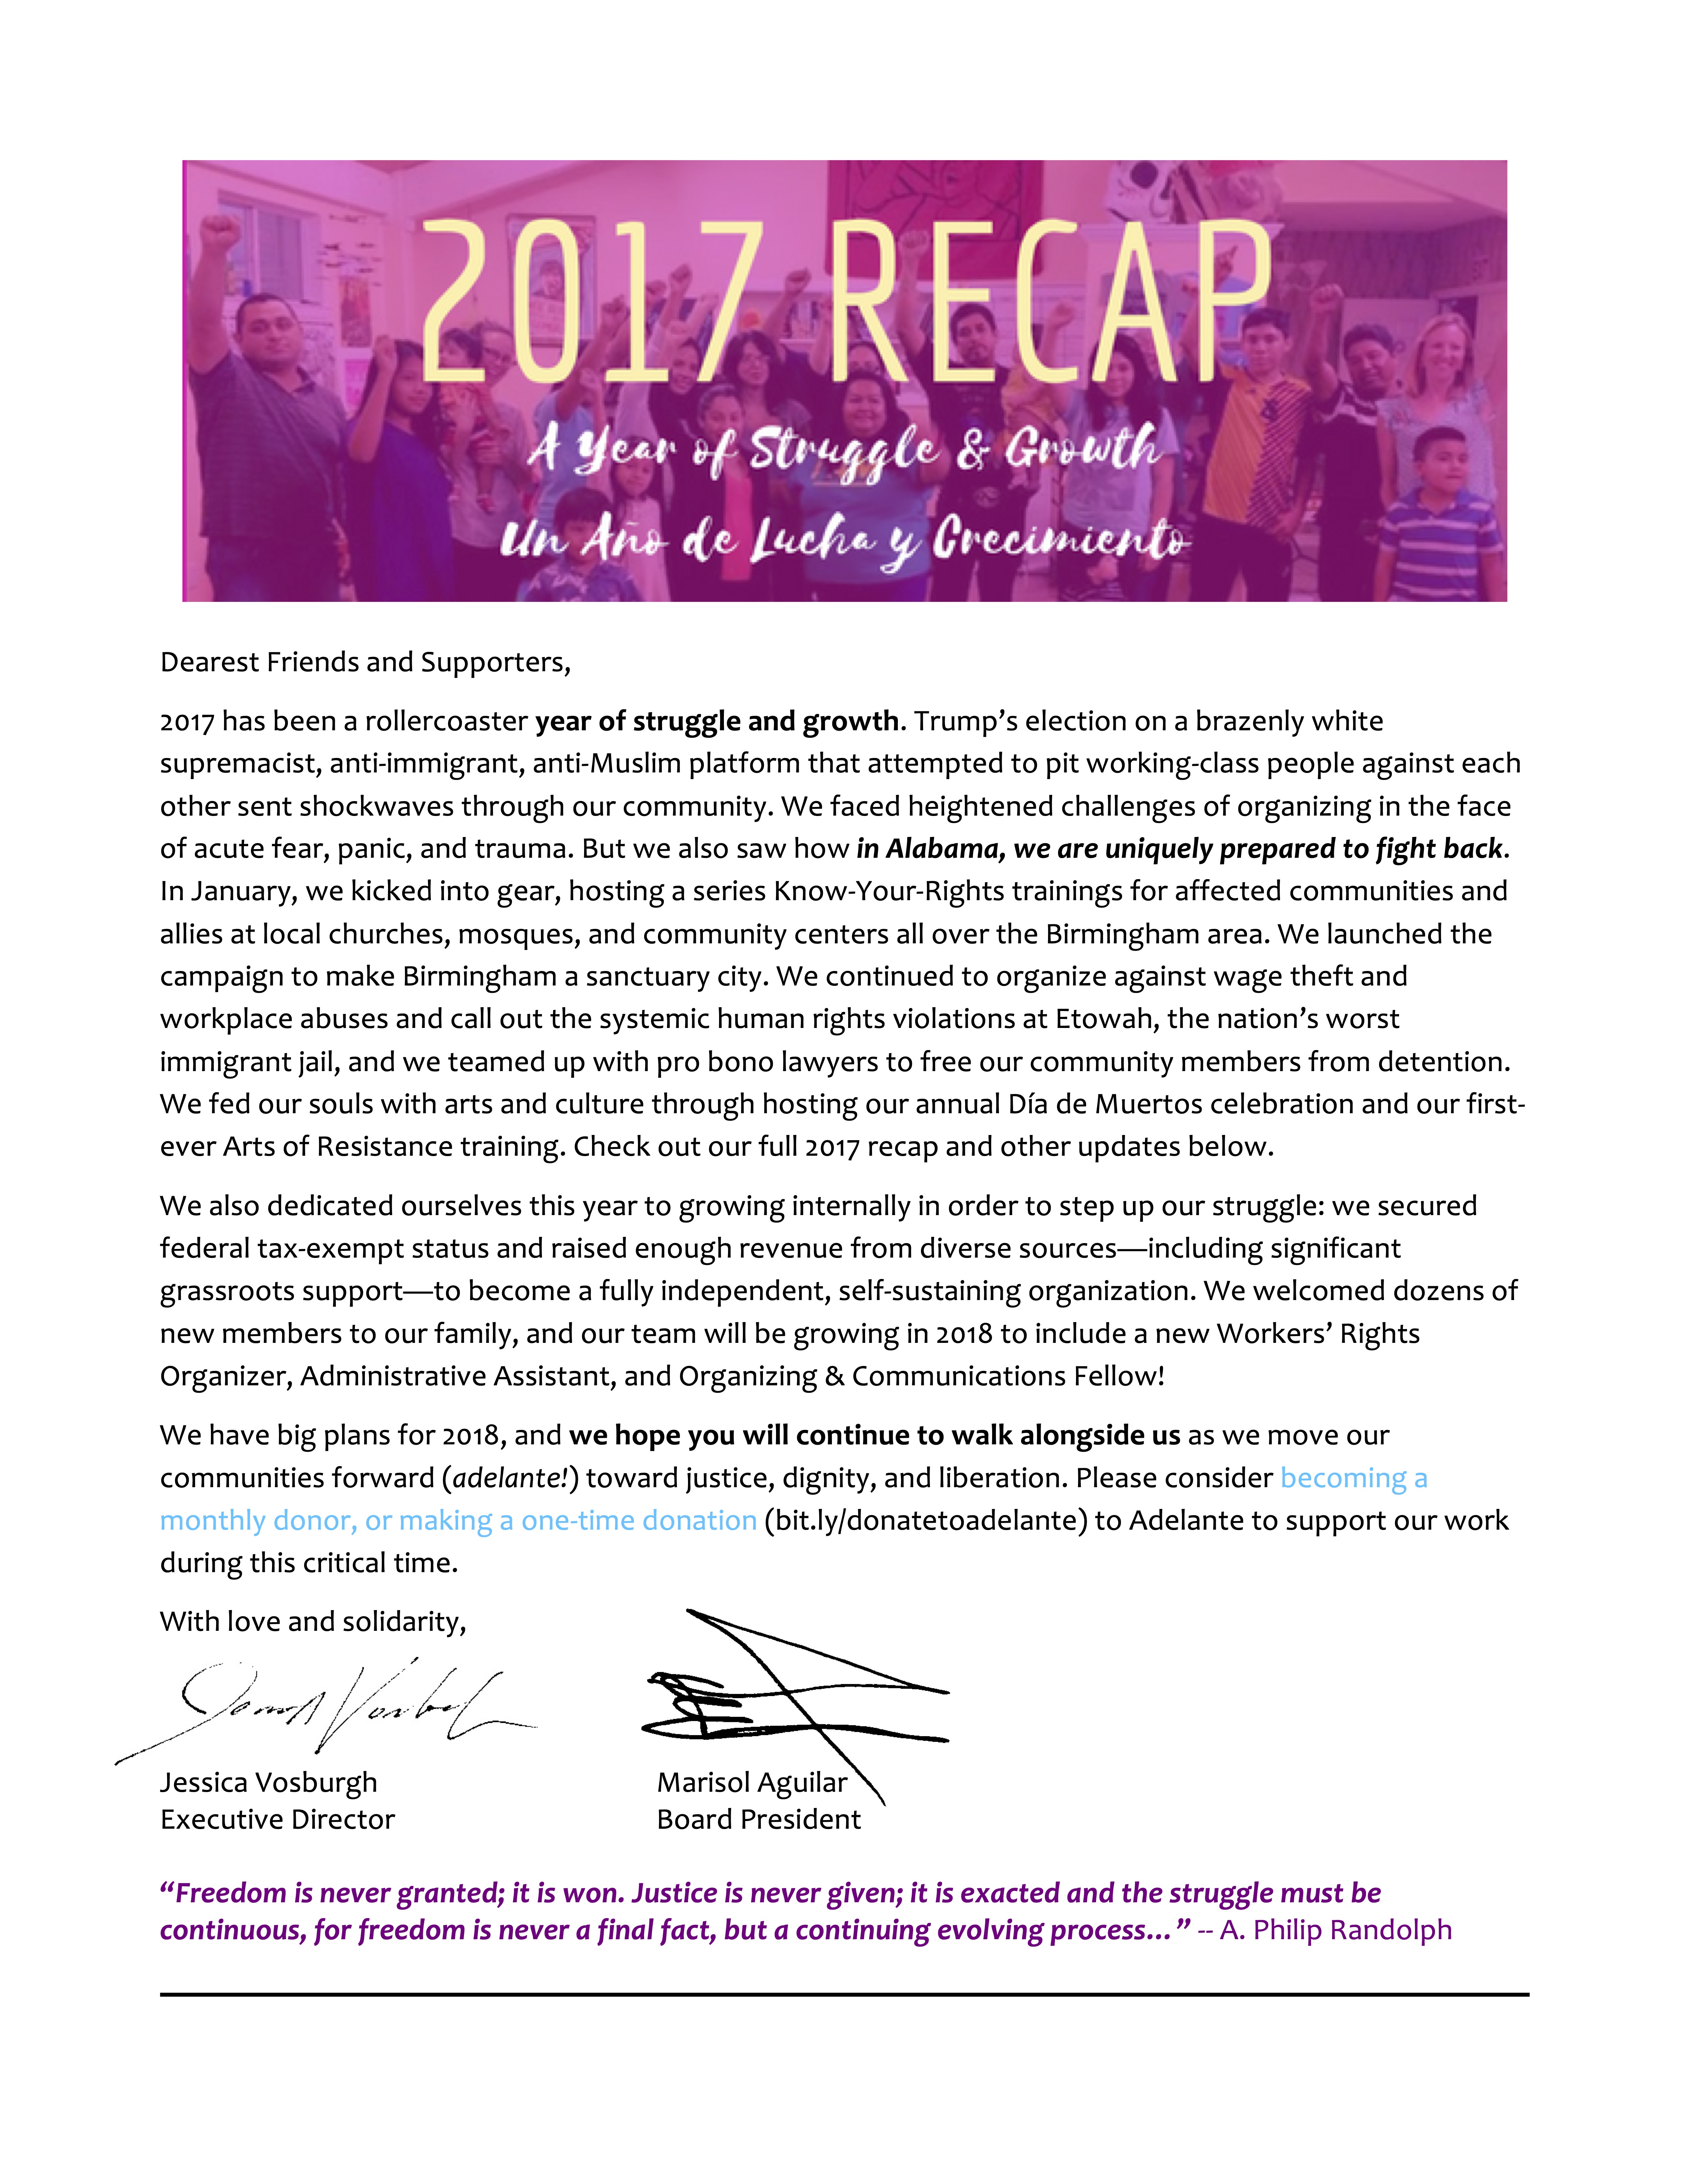 2017 RECAP
A Year of Struggle & Growth
Un Año de Lucha y Crecimiento
Dearest Friends and Supporters,
2017 has been a rollercoaster year of struggle and growth. Trump’s election on a brazenly white
supremacist, anti-immigrant, anti-Muslim platform that attempted to pit working-class people against each
other sent shockwaves through our community. We faced heightened challenges of organizing in the face
of acute fear, panic, and trauma. But we also saw how in Alabama, we are uniquely prepared to fight back.
In January, we kicked into gear, hosting a series Know-Your-Rights trainings for affected communities and
allies at local churches, mosques, and community centers all over the Birmingham area. We launched the
campaign to make Birmingham a sanctuary city. We continued to organize against wage theft and
workplace abuses and call out the systemic human rights violations at Etowah, the nation’s worst
immigrant jail, and we teamed up with pro bono lawyers to free our community members from detention.
We fed our souls with arts and culture through hosting our annual Día de Muertos celebration and our first-
ever Arts of Resistance training. Check out our full 2017 recap and other updates below.
We also dedicated ourselves this year to growing internally in order to step up our struggle: we secured
federal tax-exempt status and raised enough revenue from diverse sources—including significant
grassroots support—to become a fully independent, self-sustaining organization. We welcomed dozens of
new members to our family, and our team will be growing in 2018 to include a new Workers’ Rights
Organizer, Administrative Assistant, and Organizing & Communications Fellow!
We have big plans for 2018, and we hope you will continue to walk alongside us as we move our
communities forward (adelante!) toward justice, dignity, and liberation. Please consider becoming a
monthly donor, or making a one-time donation (bit.ly/donatetoadelante) to Adelante to support our work
during this critical time.
With love and solidarity,
Jessica Vosburgh Marisol Aguilar
Executive Director Board President
“Freedom is never granted; it is won. Justice is never given; it is exacted and the struggle must be
continuous, for freedom is never a final fact, but a continuing evolving process…” -- A. Philip Randolph